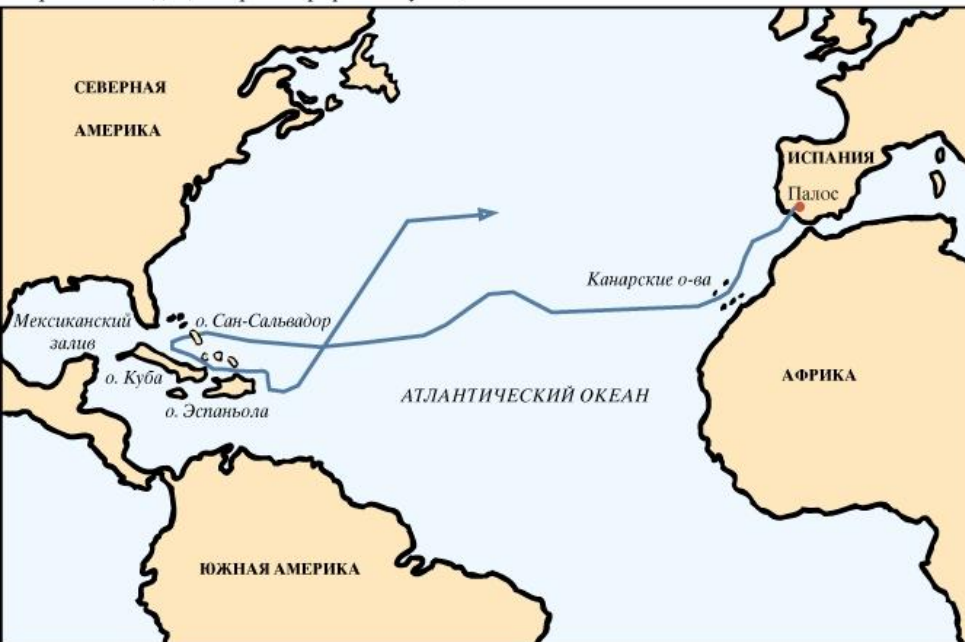 СЕВЕРНАЯ
АМЕРИКА
ИСПАНИЯ
Палос
Канарские о-ва
Мексиканский
залив
о. Сан-Сальвадор
о. Куба
о. Эспаньола
АТЛАНТИЧЕСКИЙ ОКЕАН
АФРИКА
ЮЖНАЯ АМЕРИКА